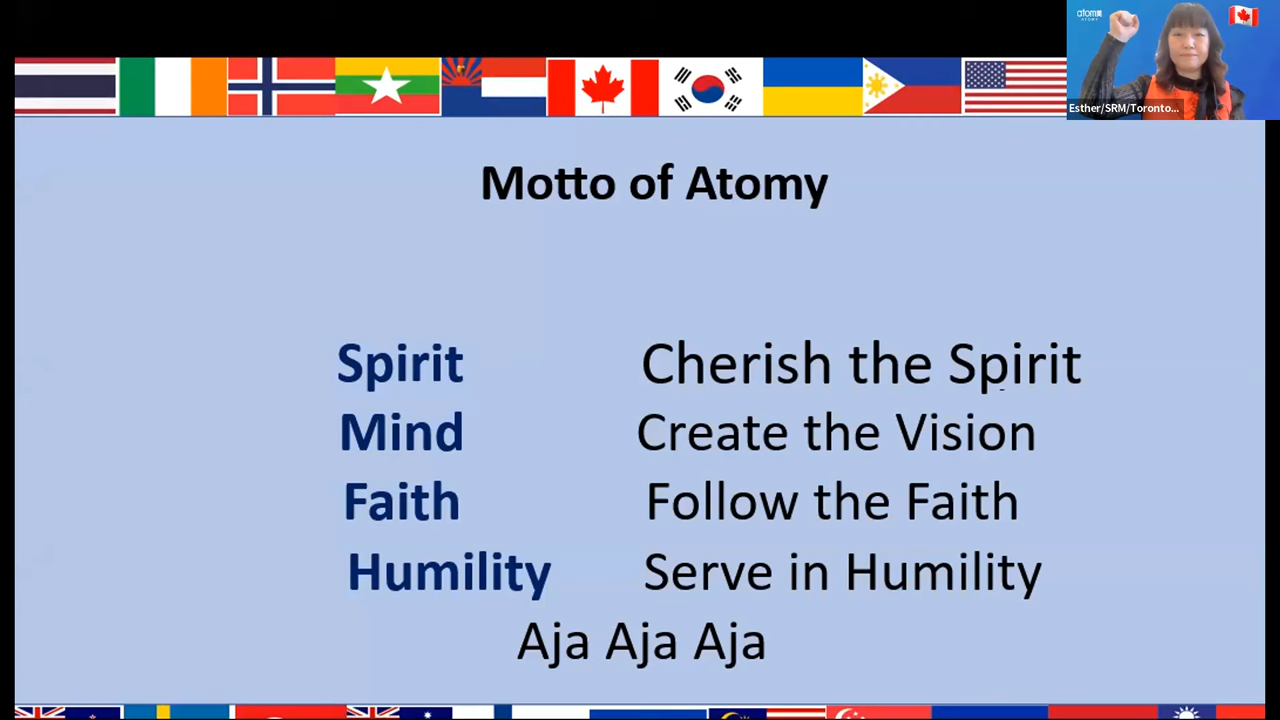 atomy
ATOMY
Esther/SRM/Toronto...
Motto of Atomy
Spirit Cherish the Spirit
Mind Create the Vision
Faith Follow the Faith
Humility Serve in Humility
Aja Aja Aja